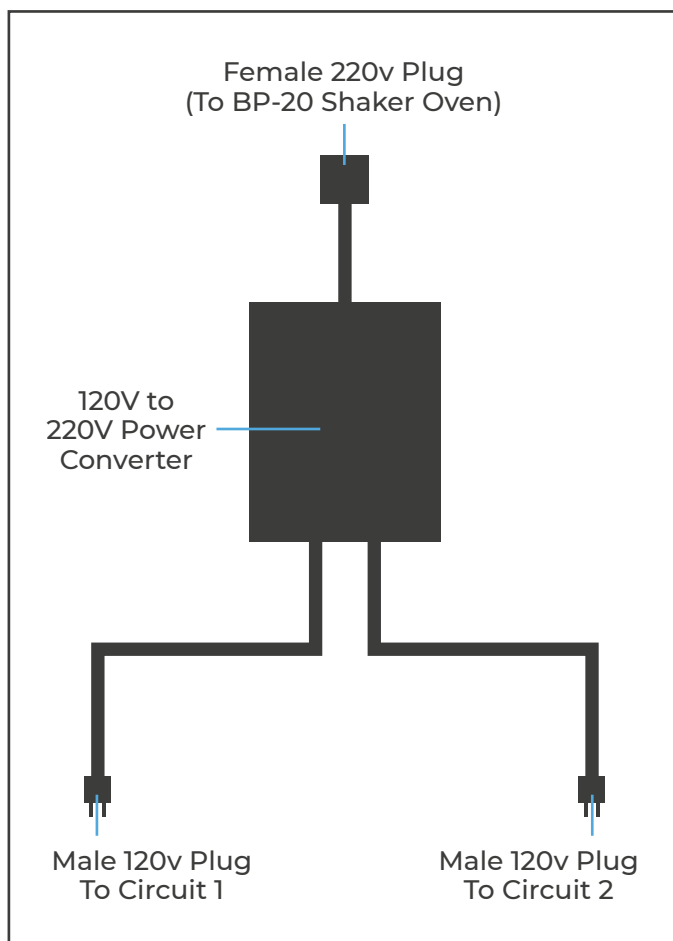 Female 220v Plug
(To BP-20 Shaker Oven)
120V to
220V Power
Converter
Male 120v Plug
To Circuit 1
Male 120v Plug
To Circuit 2